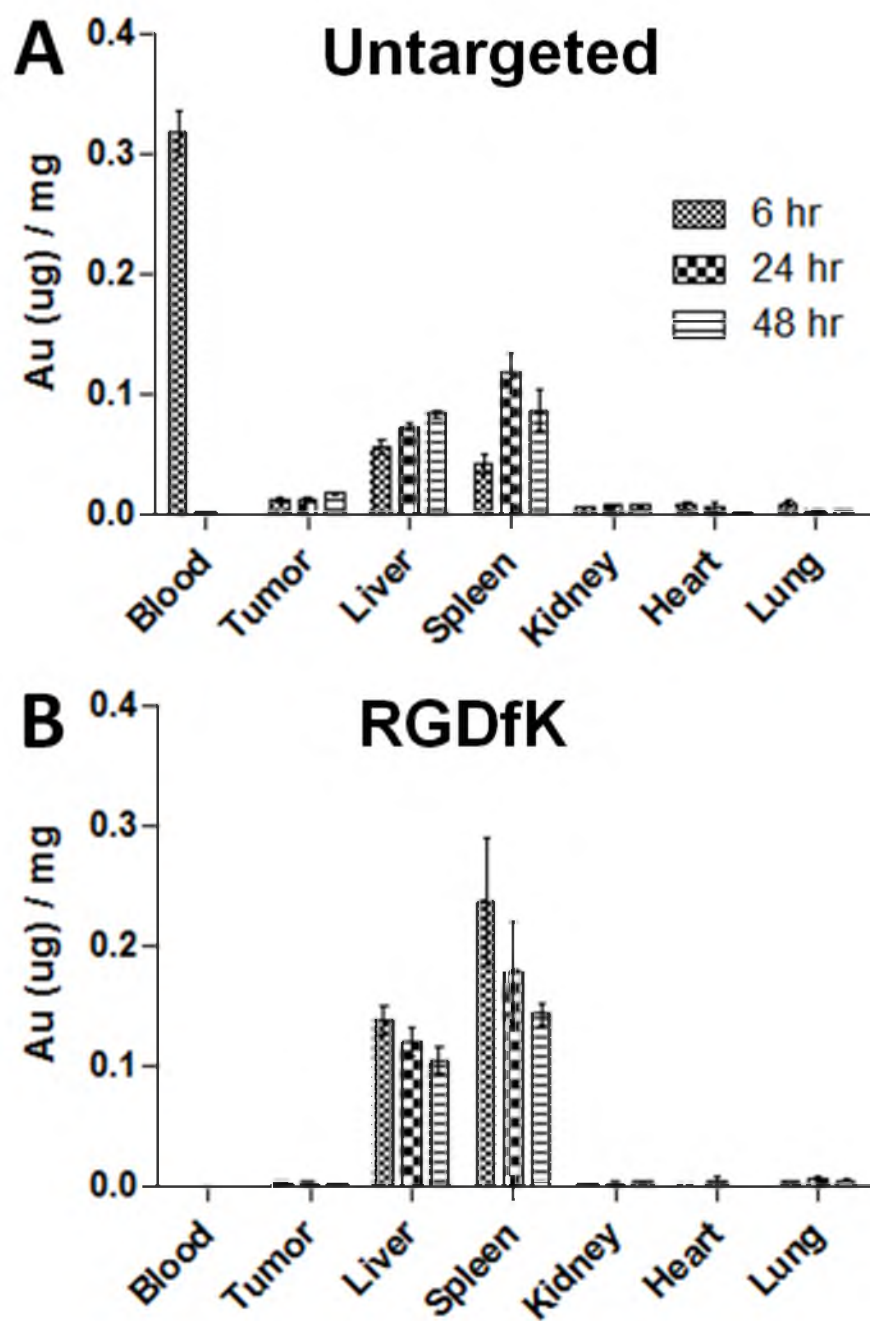 A Untargeted
0.4
0.3
0.2
0.1
0.0
Au (ug) / mg
6 hr
24 hr
48 hr
Blood Tumor Liver Spleen Kidney Heart Lung
B RGDfK
0.4
0.3
0.2
0.1
0.0
Au (ug) / mg
Blood Tumor Liver Spleen Kidney Heart Lung